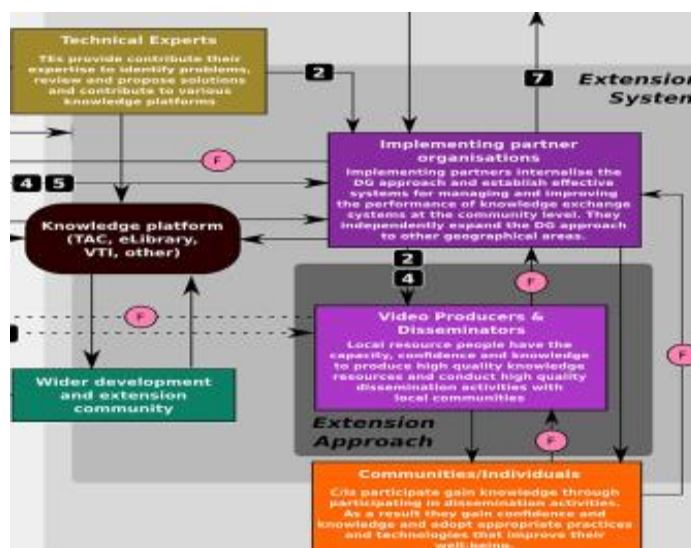 Technical Experts
TEs provide contribute their
expertise to identify problems,
review and propose solutions
and contribute to various
knowledge platforms
2
7
Extension
System
F
4 5
Implementing partner
organisations
Implementing partners internalise the
DG approach and establish effective
systems for managing and improving
the performance of knowledge exchange
systems at the community level. They
independently expand the DG approach
to other geographical areas.
Knowledge platform
(TAC, eLibrary,
VTI, other)
2
4
F
F
Video Producers &
Disseminators
Local resource people have the
capacity, confidence and knowledge
to produce high quality knowledge
resources and conduct high quality
dissemination activities with
local communities
F
Wider development
and extension
community
Extension
Approach
F
Communities/Individuals
C/Is participate gain knowledge through
participating in dissemination activities.
As a result they gain confidence and
knowledge and adopt appropriate practices
and technologies that improve their
well-being.